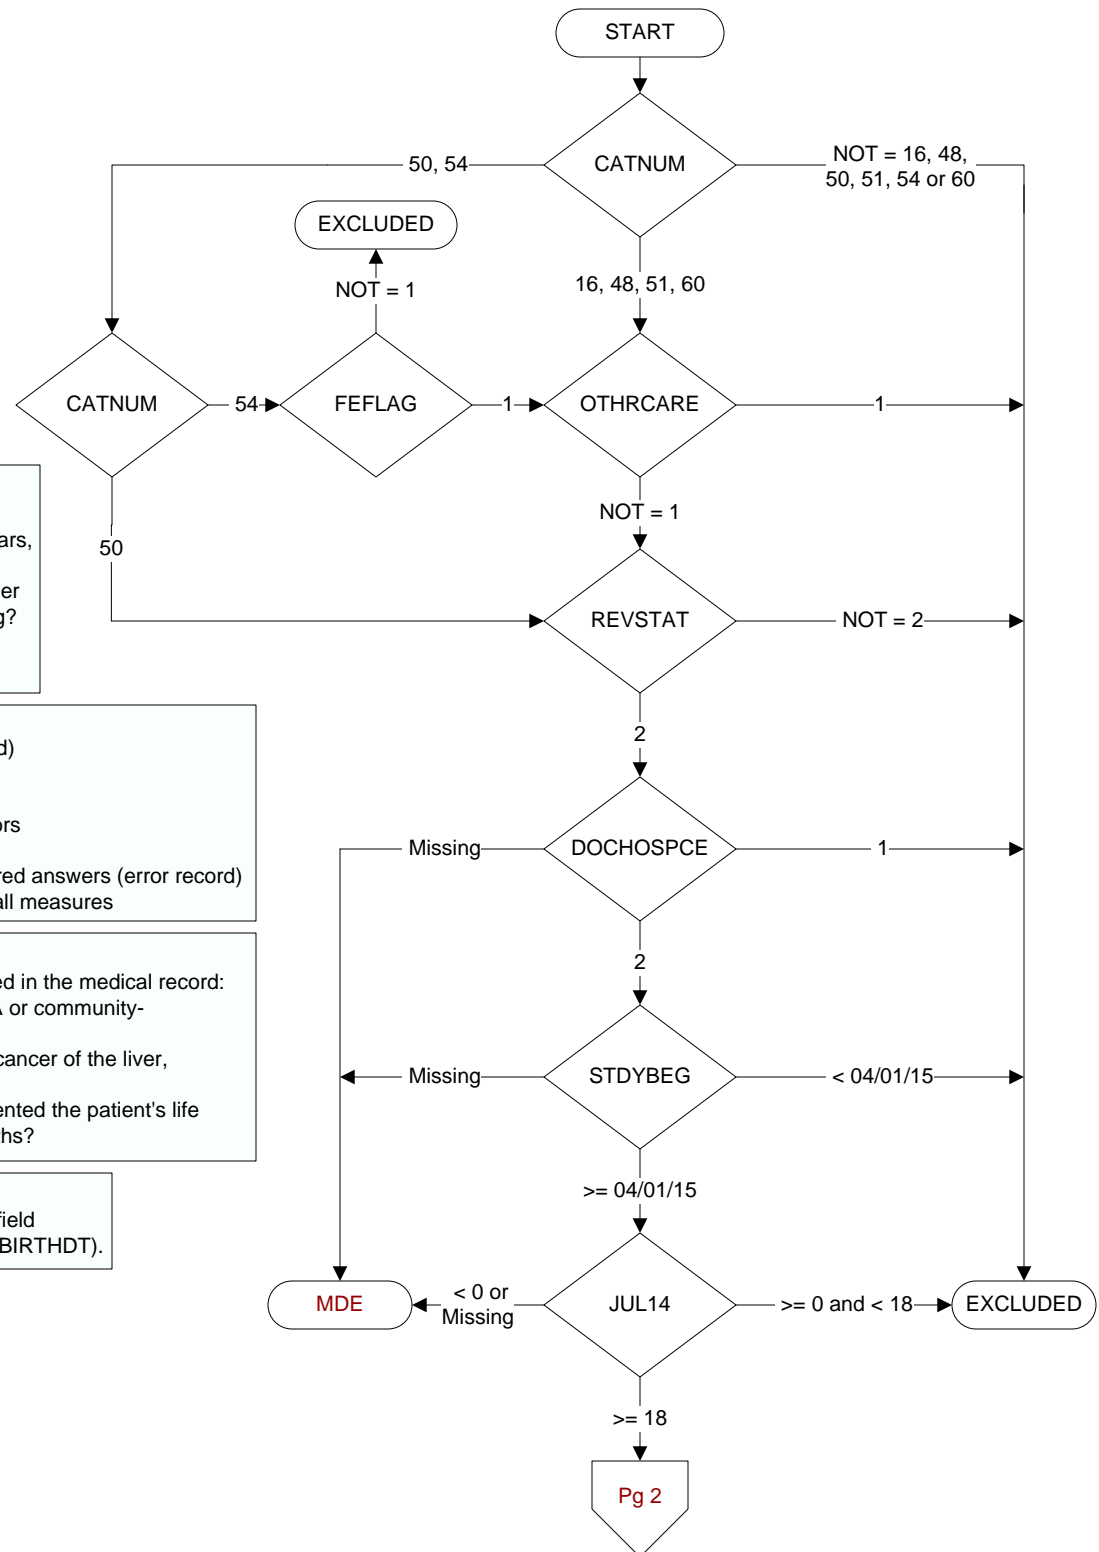 START
CATNUM
50, 54
NOT = 16, 48,
50, 51, 54 or 60
EXCLUDED
NOT = 1
16, 48, 51, 60
CATNUM
54
FEFLAG
1
OTHRCARE
1
NOT = 1
50
REVSTAT
NOT = 2
2
Missing
DOCHOSPCE
1
2
Missing
STDYBEG
< 04/01/15
>= 04/01/15
MDE
< 0 or
Missing
JUL14
>= 0 and < 18
EXCLUDED
>= 18
Pg 2
ars,
er
g?
d)
ors
red answers (error record)
all measures
ed in the medical record:
A or community-
cancer of the liver,
ented the patient's life
ths?
field
BIRTHDT).